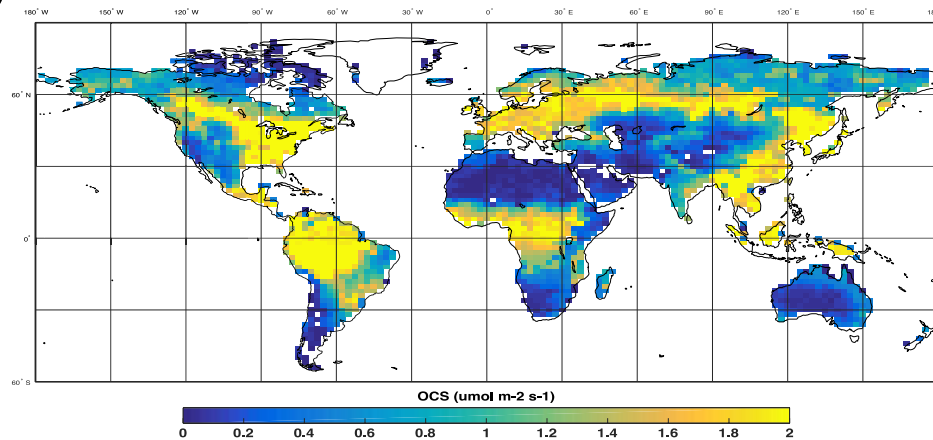 180° W 150° W 120° W 90° W 60° W 30° W 0° 30° E 60° E 90° E 120° E 150° E 180
60° N
0°
60° S
OCS (umol m-2 s-1)
0 0.2 0.4 0.6 0.8 1 1.2 1.4 1.6 1.8 2